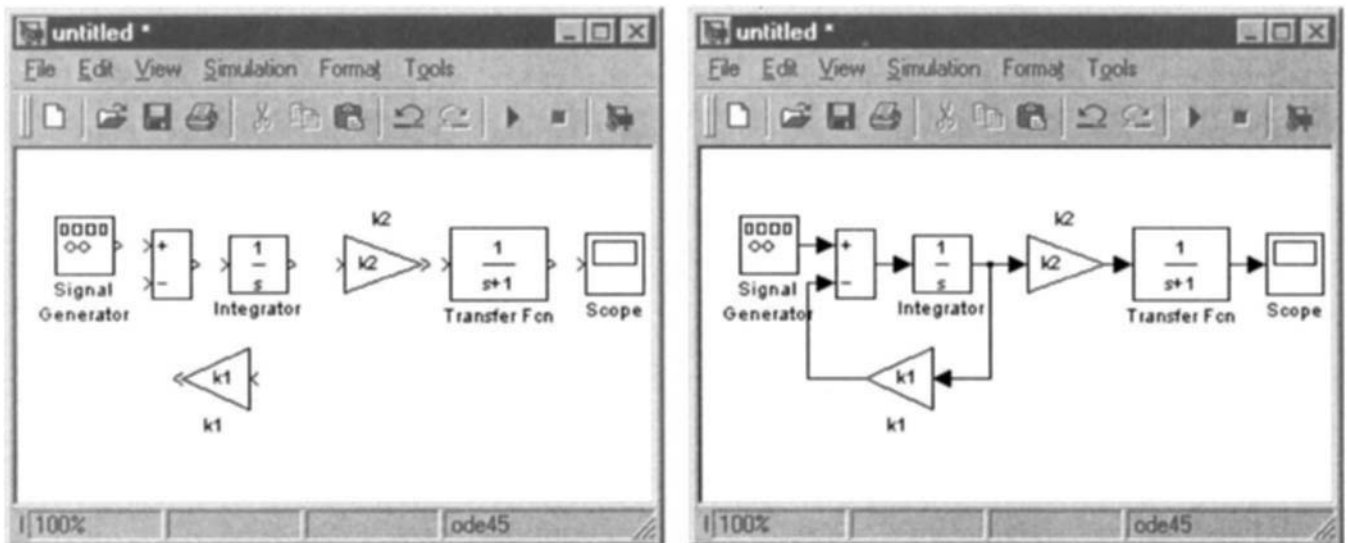 untitled *
File Edit View Simulation Format Tools
k2
+
−
1
s
k2
1
s+1
Signal
Generator
Integrator
Transfer Fcn
Scope
k1
k1
100%
ode45
untitled *
File Edit View Simulation Format Tools
k2
+
−
1
s
k2
1
s+1
Signal
Generator
Integrator
Transfer Fcn
Scope
k1
k1
100%
ode45